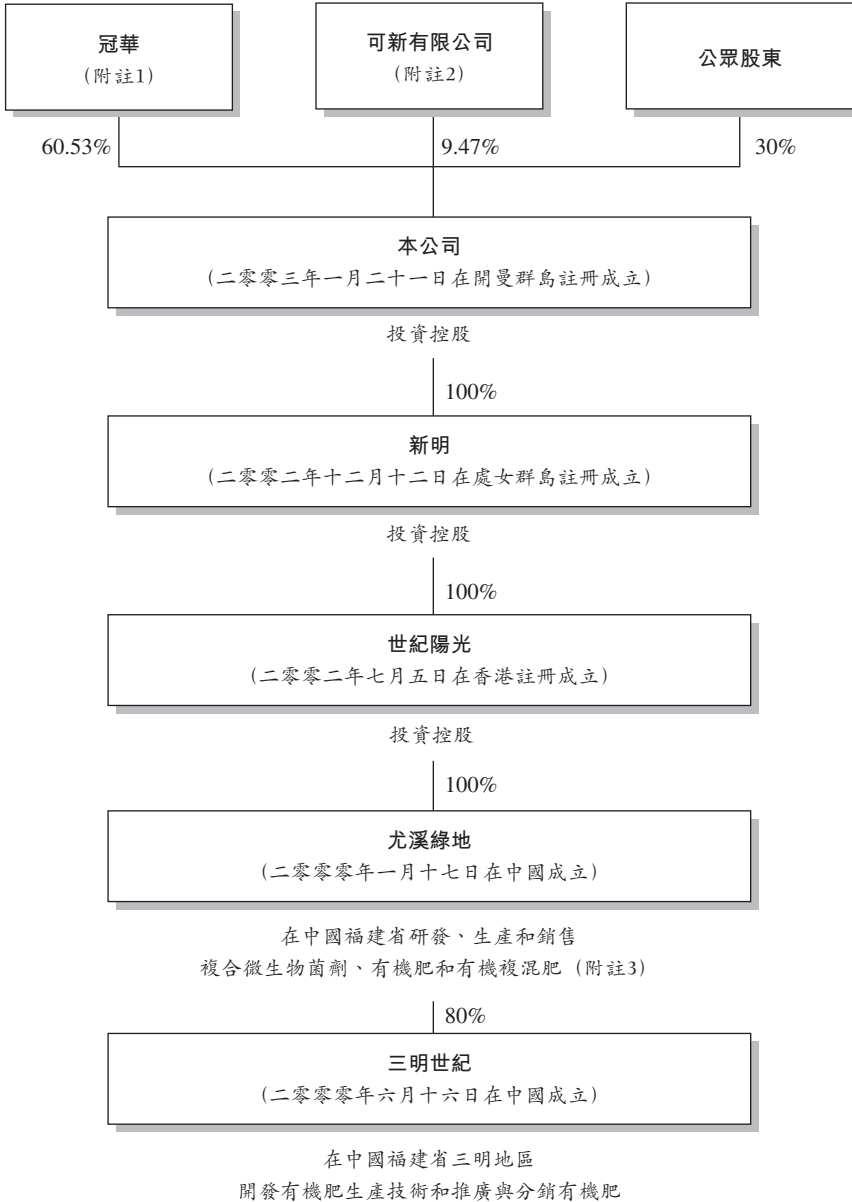 冠華
(附註1)
可新有限公司
(附註2)
公眾股東
60.53%
9.47%
30%
本公司
(二零零三年一月二十一日在開曼群島註冊成立)
投資控股
100%
新明
(二零零二年十二月十二日在處女群島註冊成立)
投資控股
100%
世紀陽光
(二零零二年七月五日在香港註冊成立)
投資控股
100%
尤溪綠地
(二零零零年一月十七日在中國成立)
在中國福建省研發、生產和銷售
複合微生物菌劑、有機肥和有機複混肥 (附註3)
80%
三明世紀
(二零零零年六月十六日在中國成立)
在中國福建省三明地區
開發有機肥生產技術和推廣與分銷有機肥